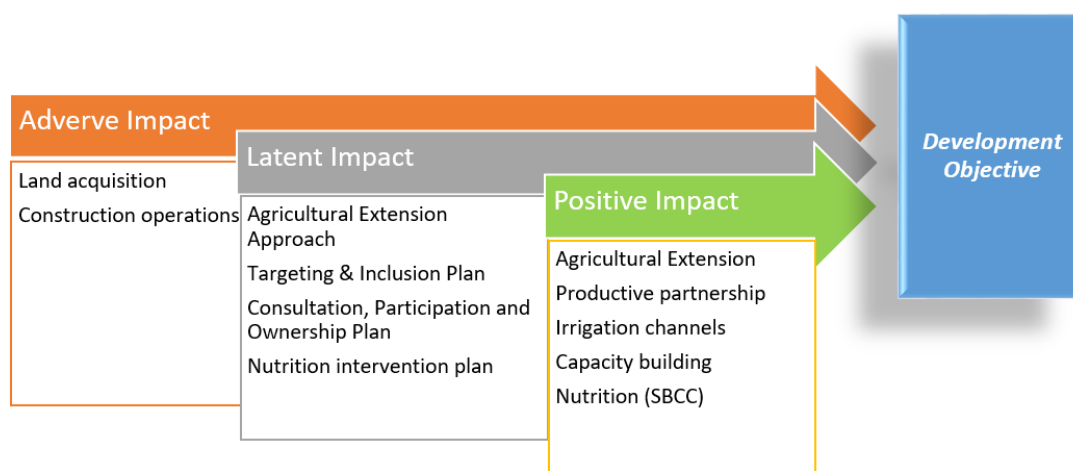 Adverve Impact
Land acquisition
Construction operations
Latent Impact
Agricultural Extension
Approach
Targeting & Inclusion Plan
Consultation, Participation and
Ownership Plan
Nutrition intervention plan
Positive Impact
Agricultural Extension
Productive partnership
Irrigation channels
Capacity building
Nutrition (SBCC)
Development
Objective